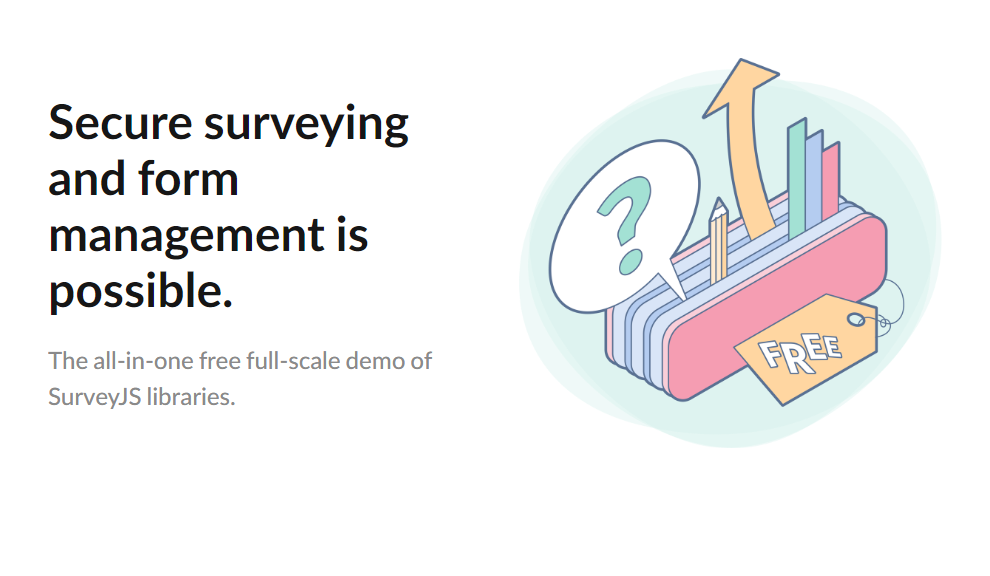 Secure surveying
and form
management is
possible.
The all-in-one free full-scale demo of
SurveyJS libraries.
?
FREE